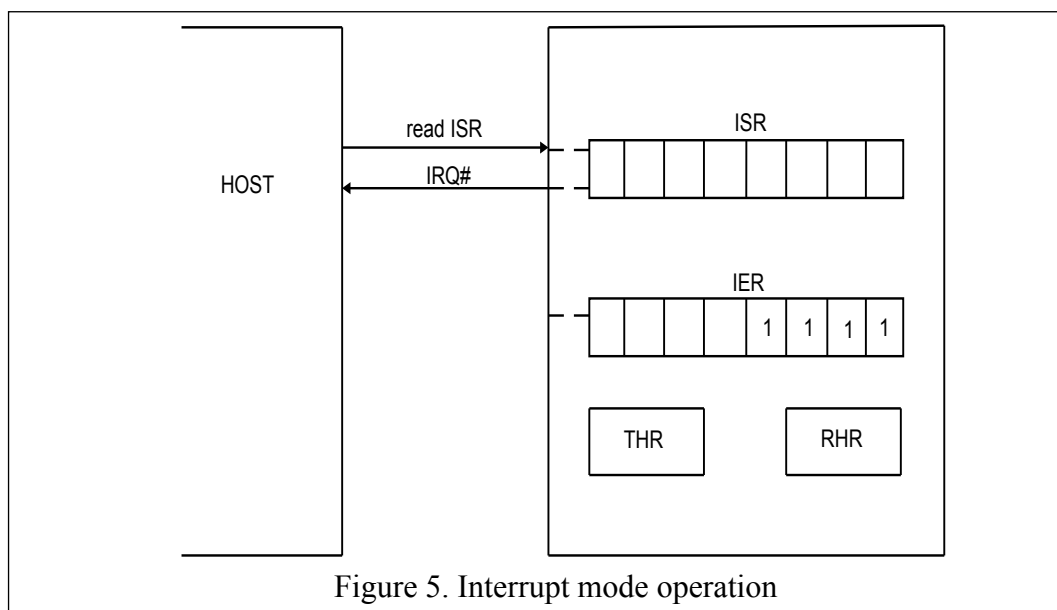 read ISR
ISR
HOST
IRQ#
IER
1 1 1 1
THR
RHR
Figure 5. Interrupt mode operation